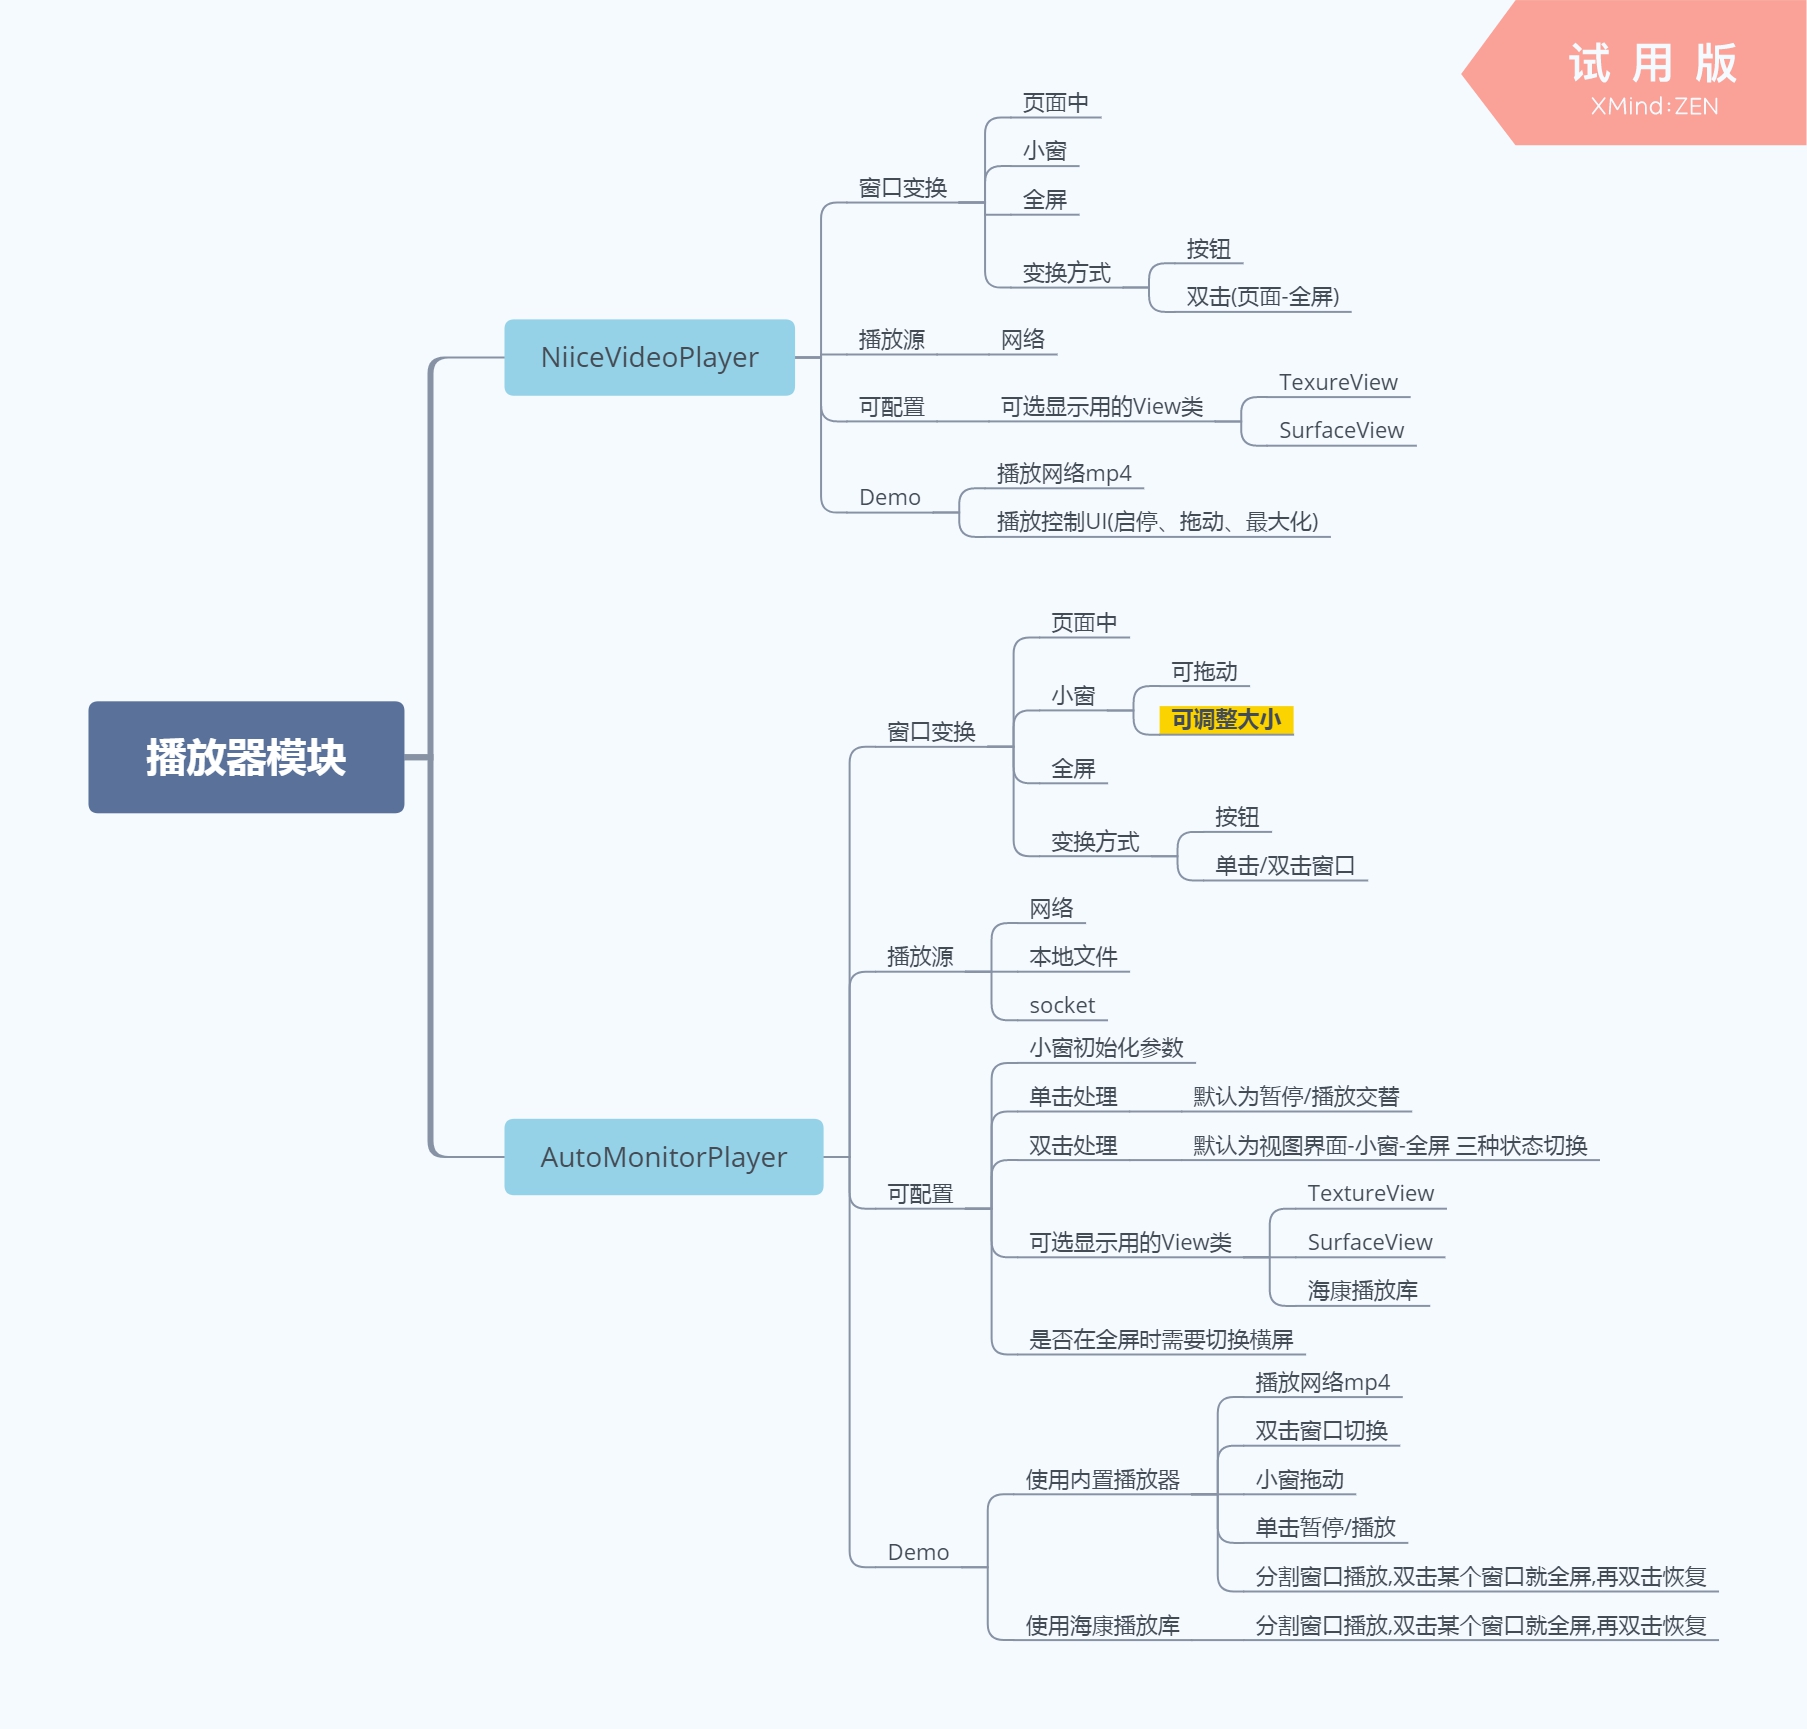 试用版
XMind:ZEN
播放器模块
NiiceVideoPlayer
窗口变换
页面中
小窗
全屏
变换方式
按钮
双击(页面-全屏)
播放源
网络
可配置
可选显示用的View类
TexureView
SurfaceView
Demo
播放网络mp4
播放控制UI(启停、拖动、最大化)
AutoMonitorPlayer
窗口变换
页面中
小窗
可拖动
可调整大小
全屏
变换方式
按钮
单击/双击窗口
播放源
网络
本地文件
socket
可配置
小窗初始化参数
单击处理
默认为暂停/播放交替
双击处理
默认为视图界面-小窗-全屏 三种状态切换
可选显示用的View类
TextureView
SurfaceView
海康播放库
是否在全屏时需要切换横屏
Demo
使用内置播放器
播放网络mp4
双击窗口切换
小窗拖动
单击暂停/播放
分割窗口播放,双击某个窗口就全屏,再双击恢复
使用海康播放库
分割窗口播放,双击某个窗口就全屏,再双击恢复